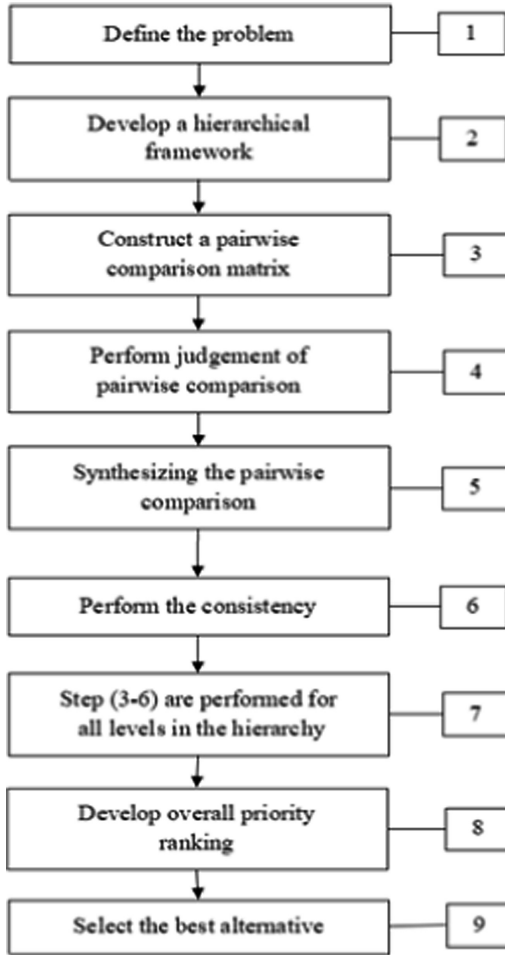 Define the problem
1
Develop a hierarchical
framework
2
Construct a pairwise
comparison matrix
3
Perform judgement of
pairwise comparison
4
Synthesizing the pairwise
comparison
5
Perform the consistency
6
Step (3-6) are performed for
all levels in the hierarchy
7
Develop overall priority
ranking
8
Select the best alternative
9